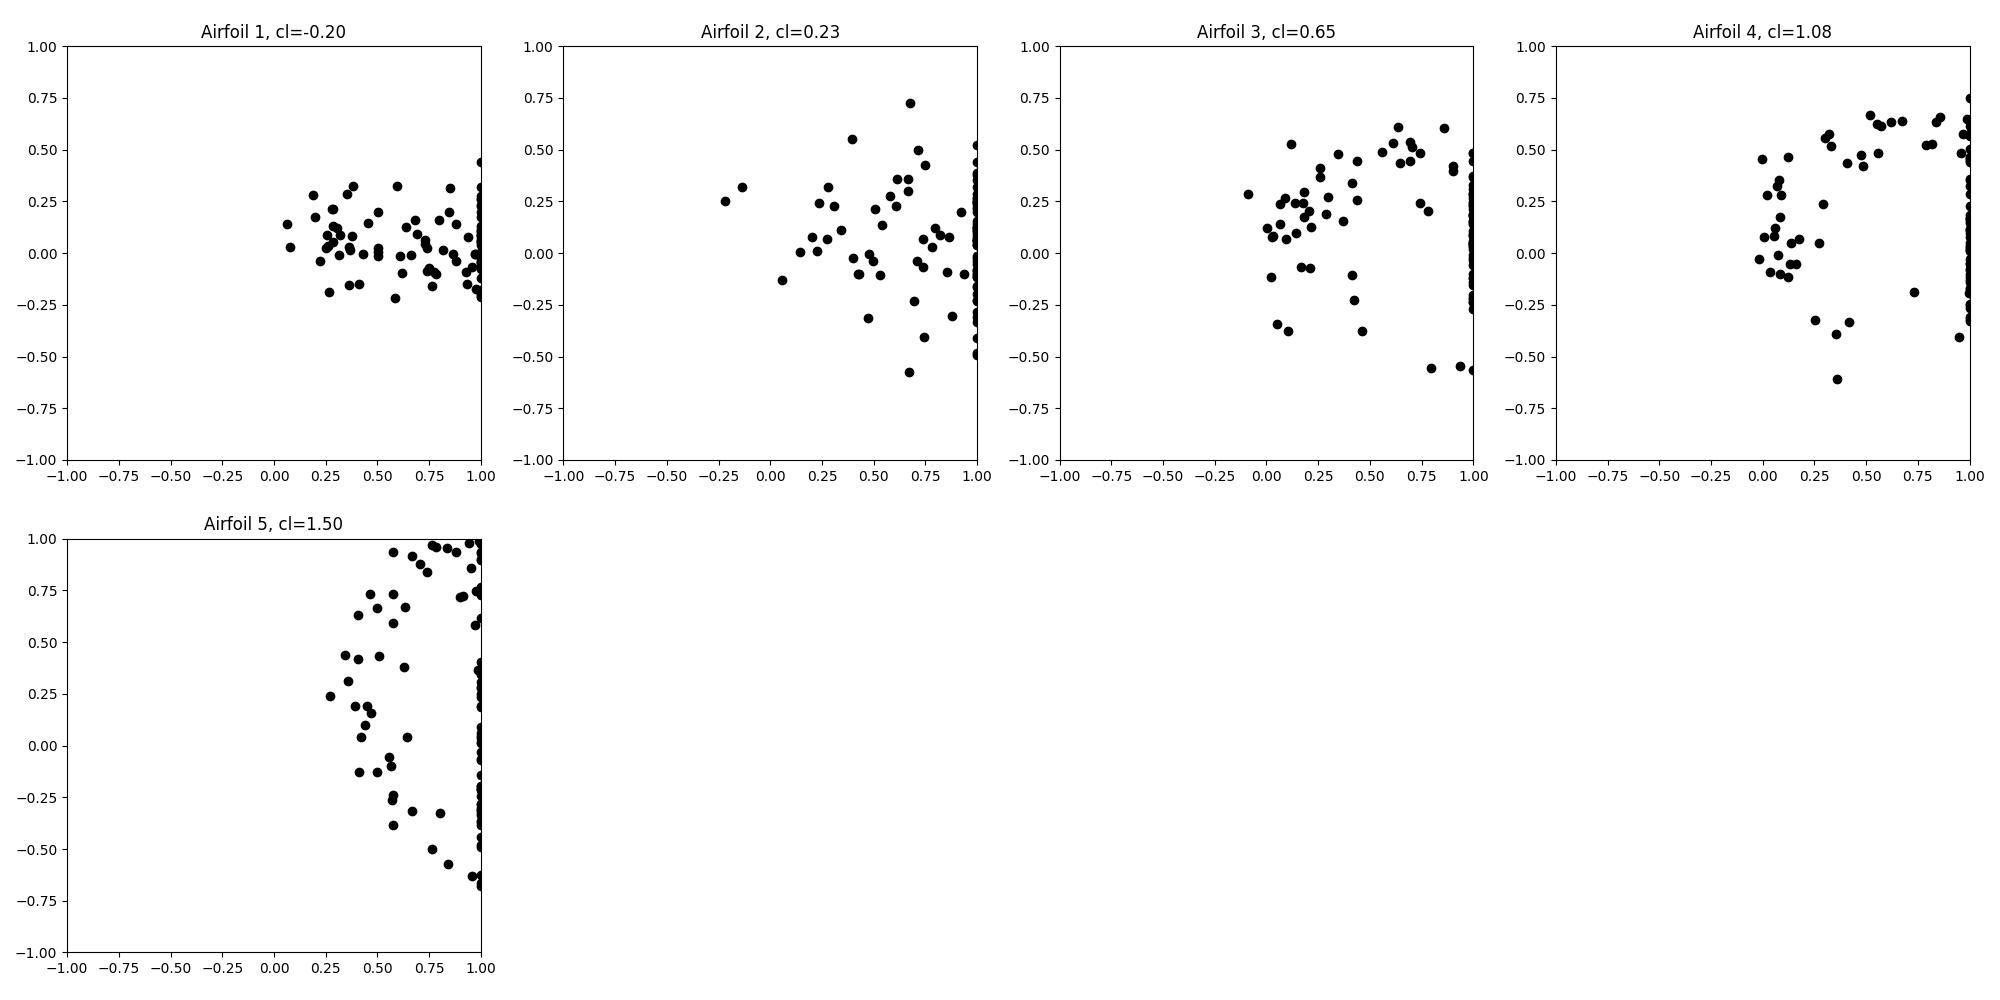 Airfoil 1, cl=-0.20
Airfoil 2, cl=0.23
Airfoil 3, cl=0.65
Airfoil 4, cl=1.08
1.00 1.00 1.00 1.00
0.75 0.75 0.75 0.75
0.50 0.50 0.50 0.50
0.25 0.25 0.25 0.25
0.00 0.00 0.00 0.00
−0.25 −0.25 −0.25 −0.25
−0.50 −0.50 −0.50 −0.50
−0.75 −0.75 −0.75 −0.75
−1.00 −1.00 −1.00 −1.00
−1.00 −0.75 −0.50 −0.25 0.00 0.25 0.50 0.75 1.00
−1.00 −0.75 −0.50 −0.25 0.00 0.25 0.50 0.75 1.00
−1.00 −0.75 −0.50 −0.25 0.00 0.25 0.50 0.75 1.00
−1.00 −0.75 −0.50 −0.25 0.00 0.25 0.50 0.75 1.00
Airfoil 5, cl=1.50
1.00
0.75
0.50
0.25
0.00
−0.25
−0.50
−0.75
−1.00
−1.00 −0.75 −0.50 −0.25 0.00 0.25 0.50 0.75 1.00